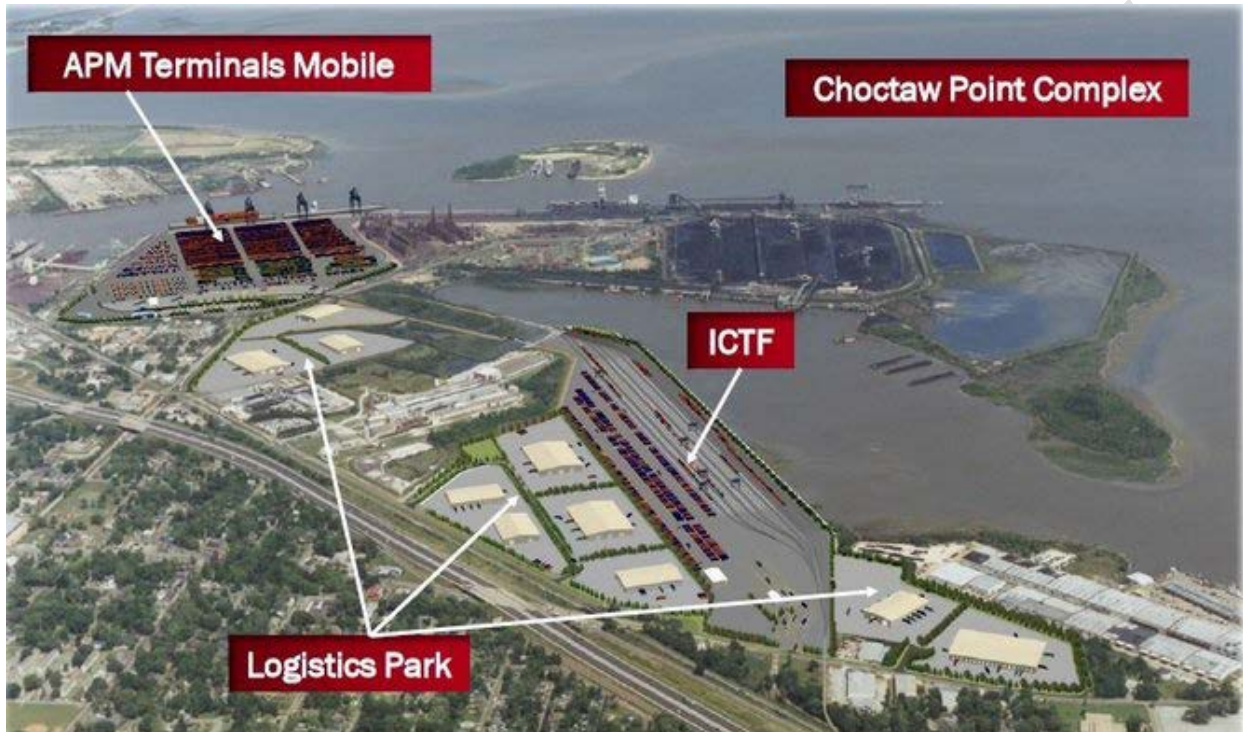 APM Terminals Mobile
Choctaw Point Complex
ICTF
Logistics Park